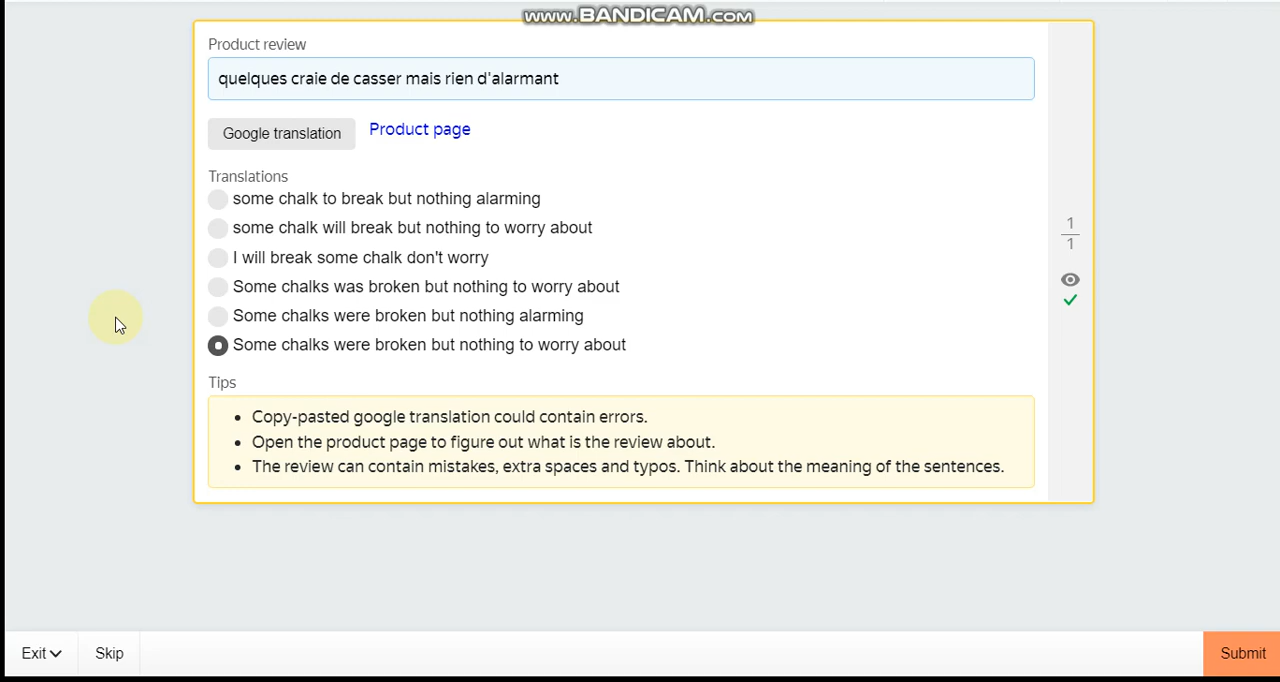 www.BANDICAM.com
Product review
quelques craie de casser mais rien d'alarmant
Google translation
Product page
Translations
some chalk to break but nothing alarming
some chalk will break but nothing to worry about
I will break some chalk don't worry
Some chalks was broken but nothing to worry about
Some chalks were broken but nothing alarming
Some chalks were broken but nothing to worry about
1
1
Tips
Copy-pasted google translation could contain errors.
Open the product page to figure out what is the review about.
The review can contain mistakes, extra spaces and typos. Think about the meaning of the sentences.
Exit
Skip
Submit